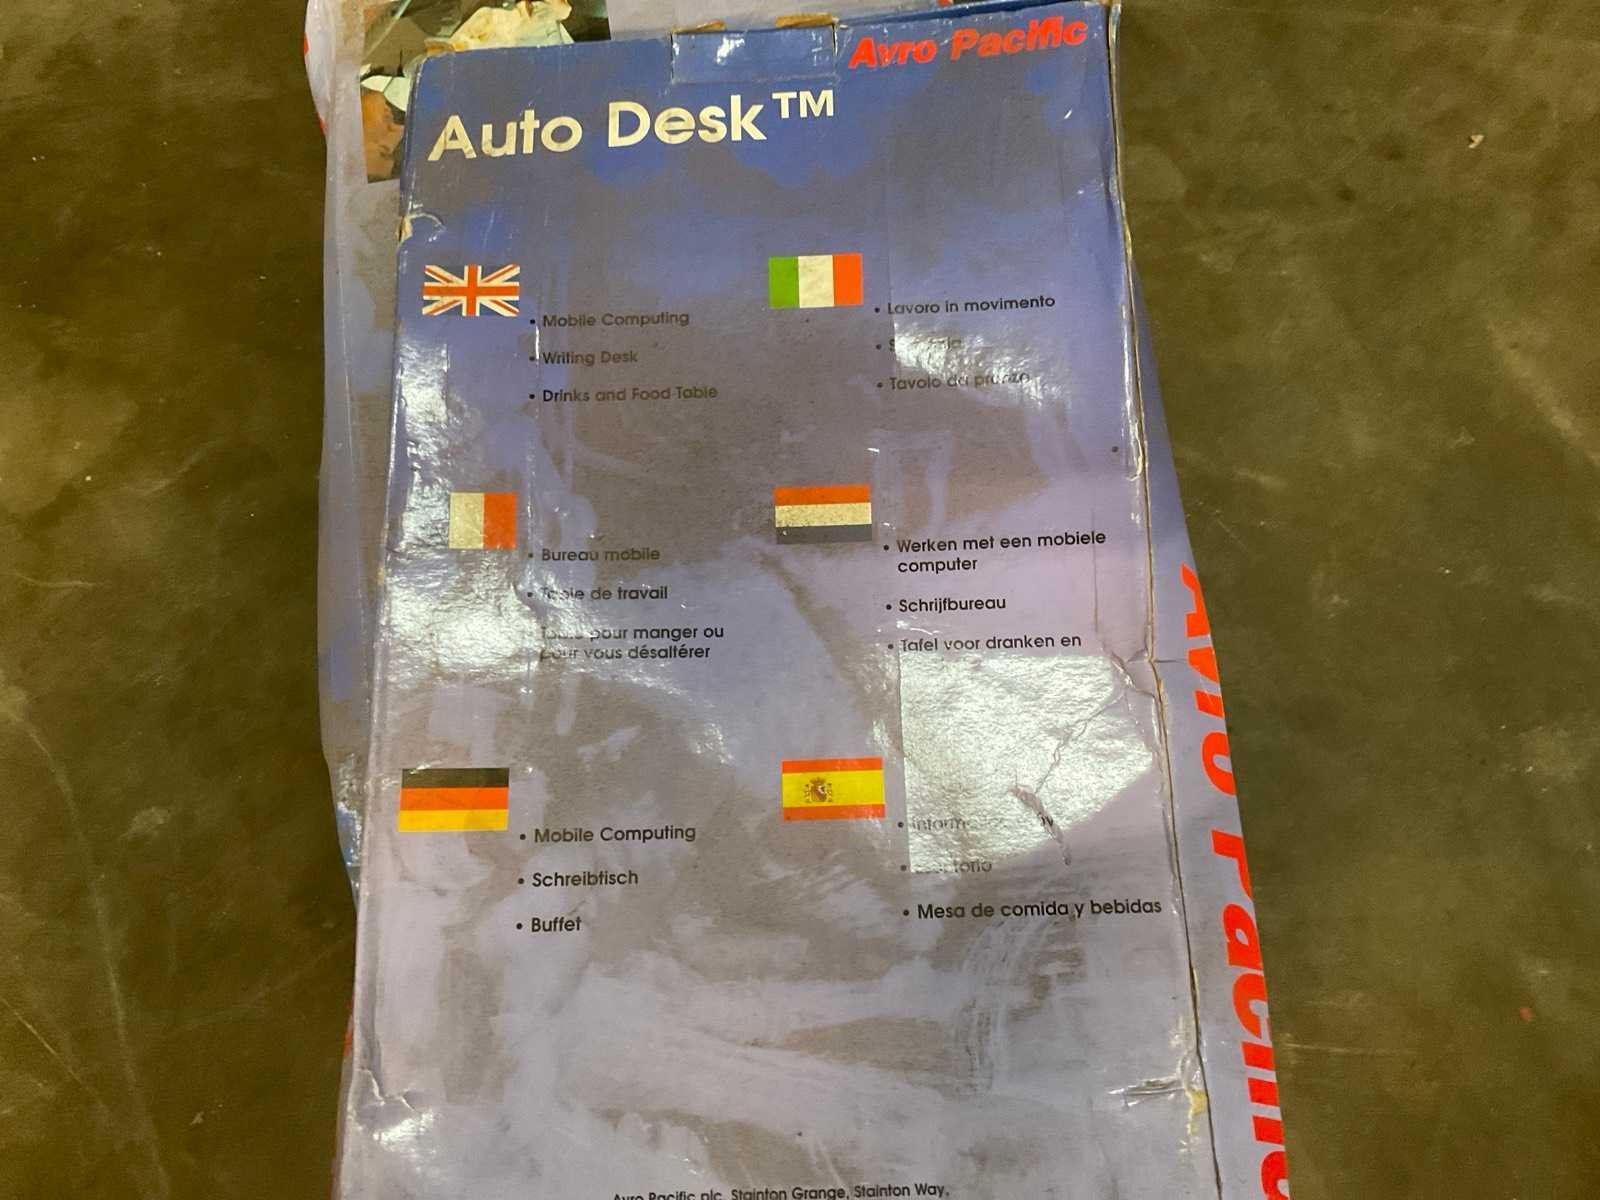 Avro Pacific
Auto Desk™
• Mobile Computing
• Writing Desk
• Drinks and Food Table
• Lavoro in movimento
•
• Tavolo da pranzo
• Bureau mobile
• de travail
pour manger ou
pour vous désaltérer
• Werken met een mobiele
computer
• Schrijfbureau
• Tafel voor dranken en
• Mobile Computing
• Schreibtisch
• Buffet
•
•
• Mesa de comida y bebidas
Avro Pacific plc, Stainton Grange, Stainton Way,
Avro Pacific